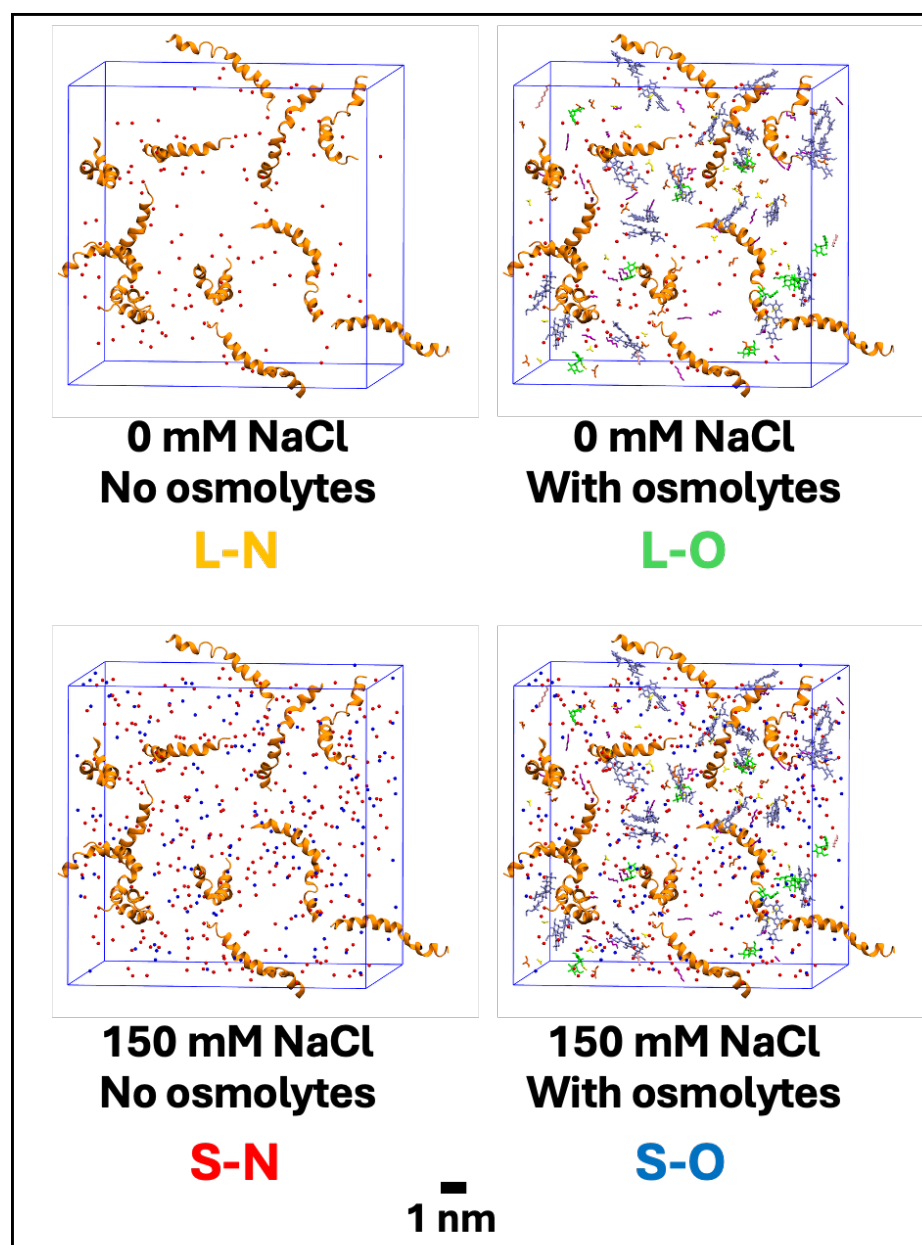 0 mM NaCl
No osmolytes
L-N
0 mM NaCl
With osmolytes
L-O
150 mM NaCl
No osmolytes
S-N
150 mM NaCl
With osmolytes
S-O
1 nm